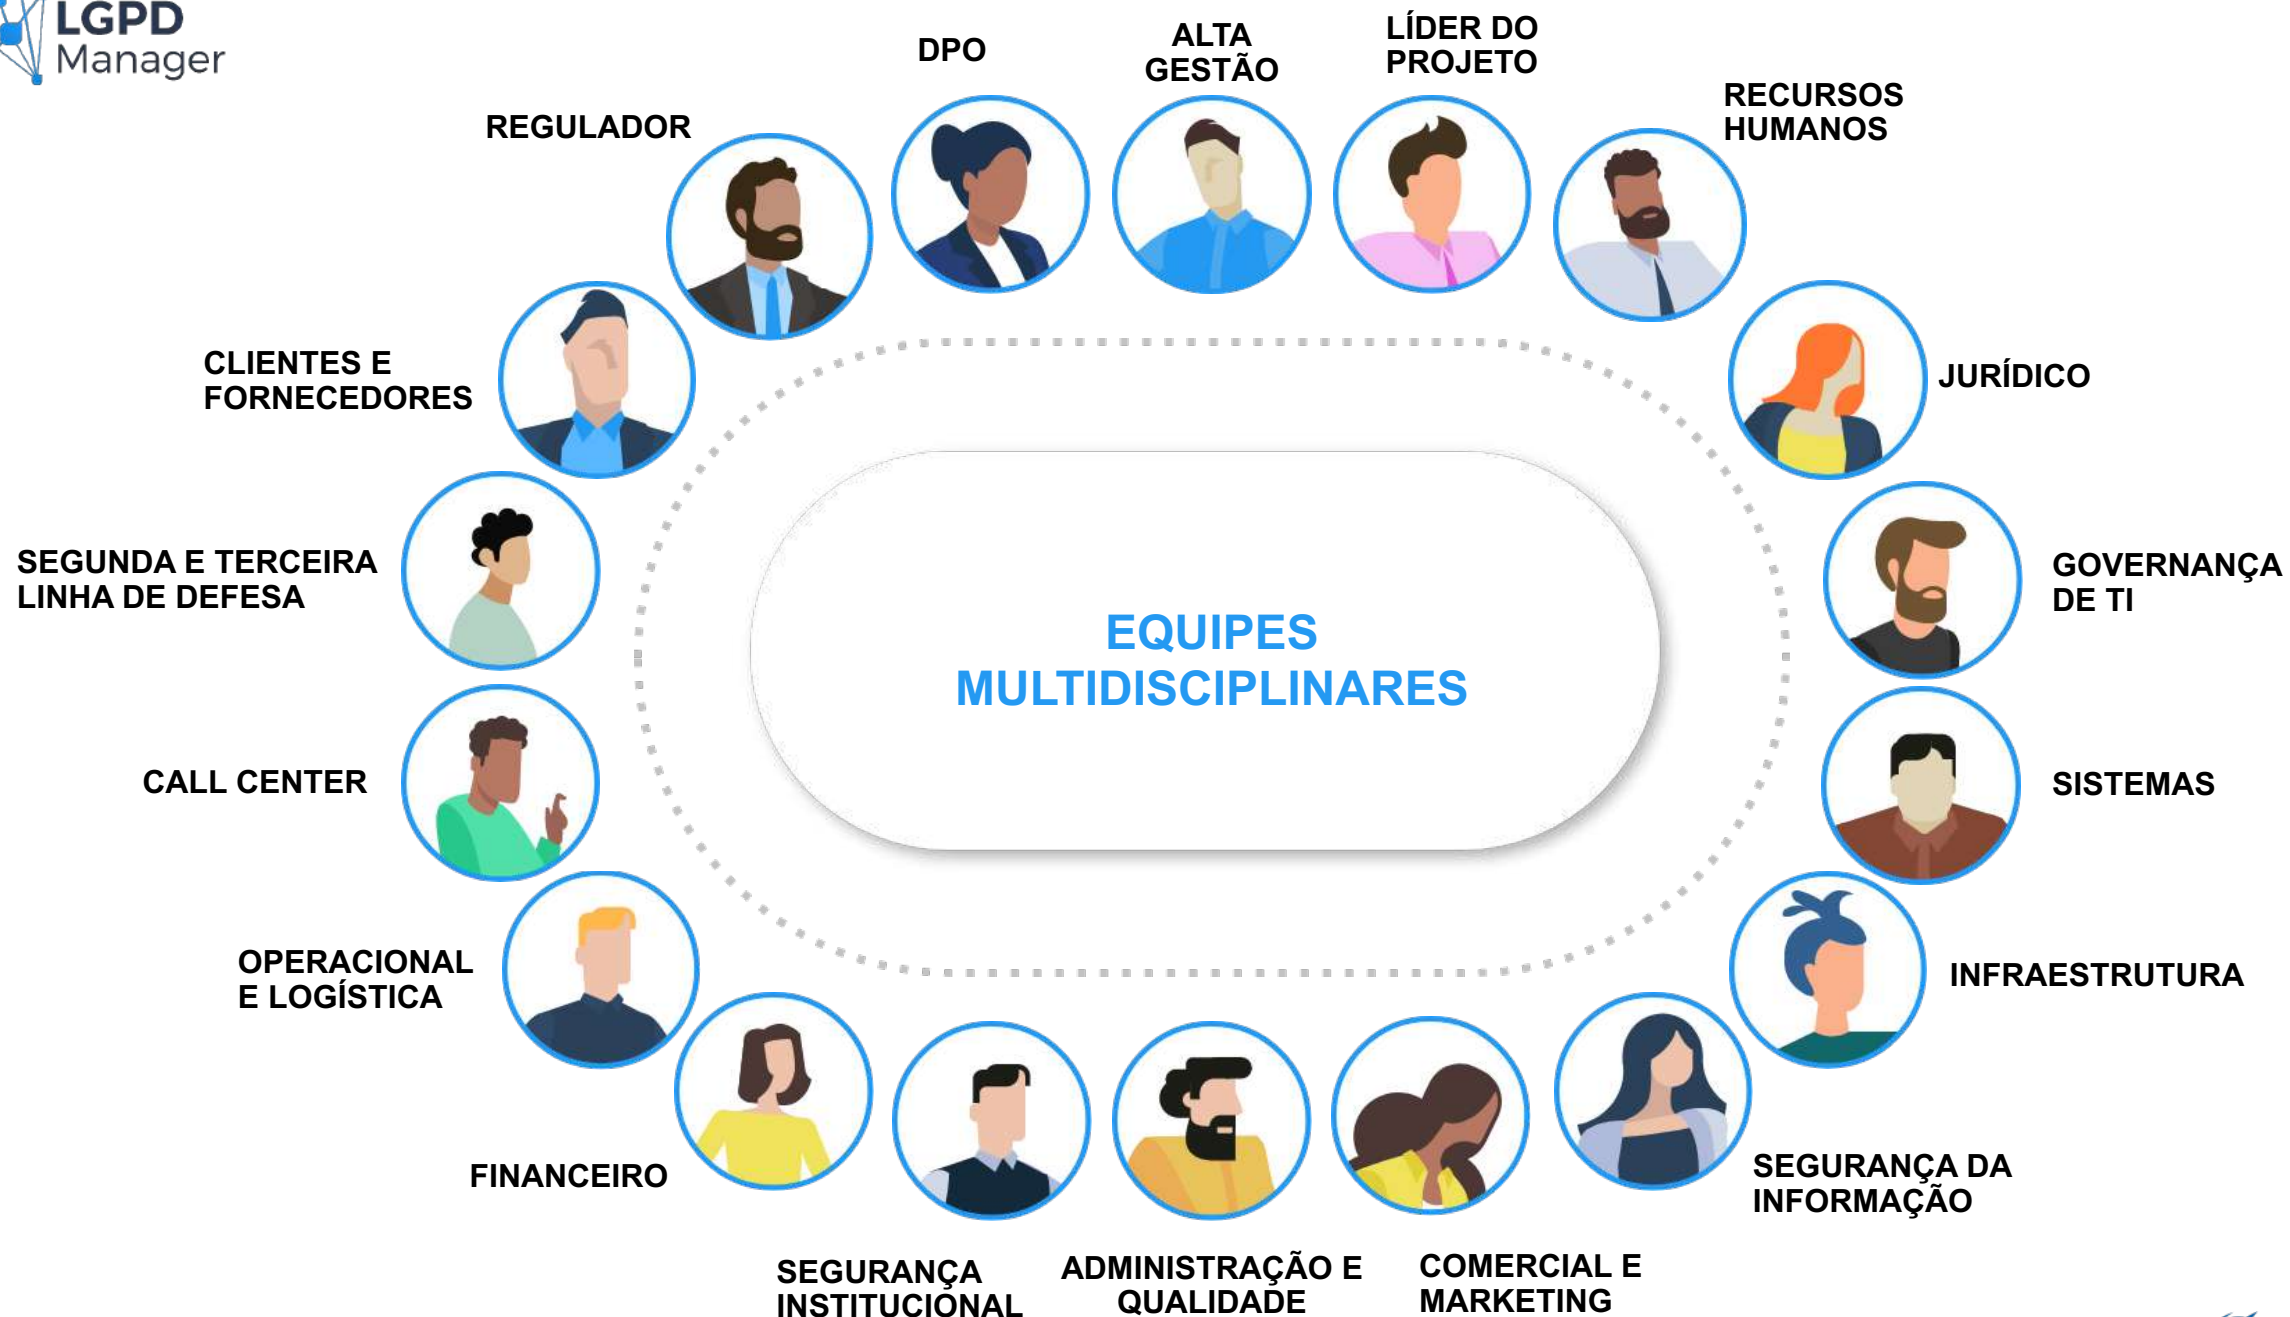 LGPD
Manager
DPO
ALTA
GESTÃO
LÍDER DO
PROJETO
REGULADOR
RECURSOS
HUMANOS
CLIENTES E
FORNECEDORES
JURÍDICO
SEGUNDA E TERCEIRA
LINHA DE DEFESA
GOVERNANÇA
DE TI
EQUIPES
MULTIDISCIPLINARES
CALL CENTER
SISTEMAS
OPERACIONAL
E LOGÍSTICA
INFRAESTRUTURA
FINANCEIRO
SEGURANÇA DA
INFORMAÇÃO
SEGURANÇA
INSTITUCIONAL
ADMINISTRAÇÃO E
QUALIDADE
COMERCIAL E
MARKETING